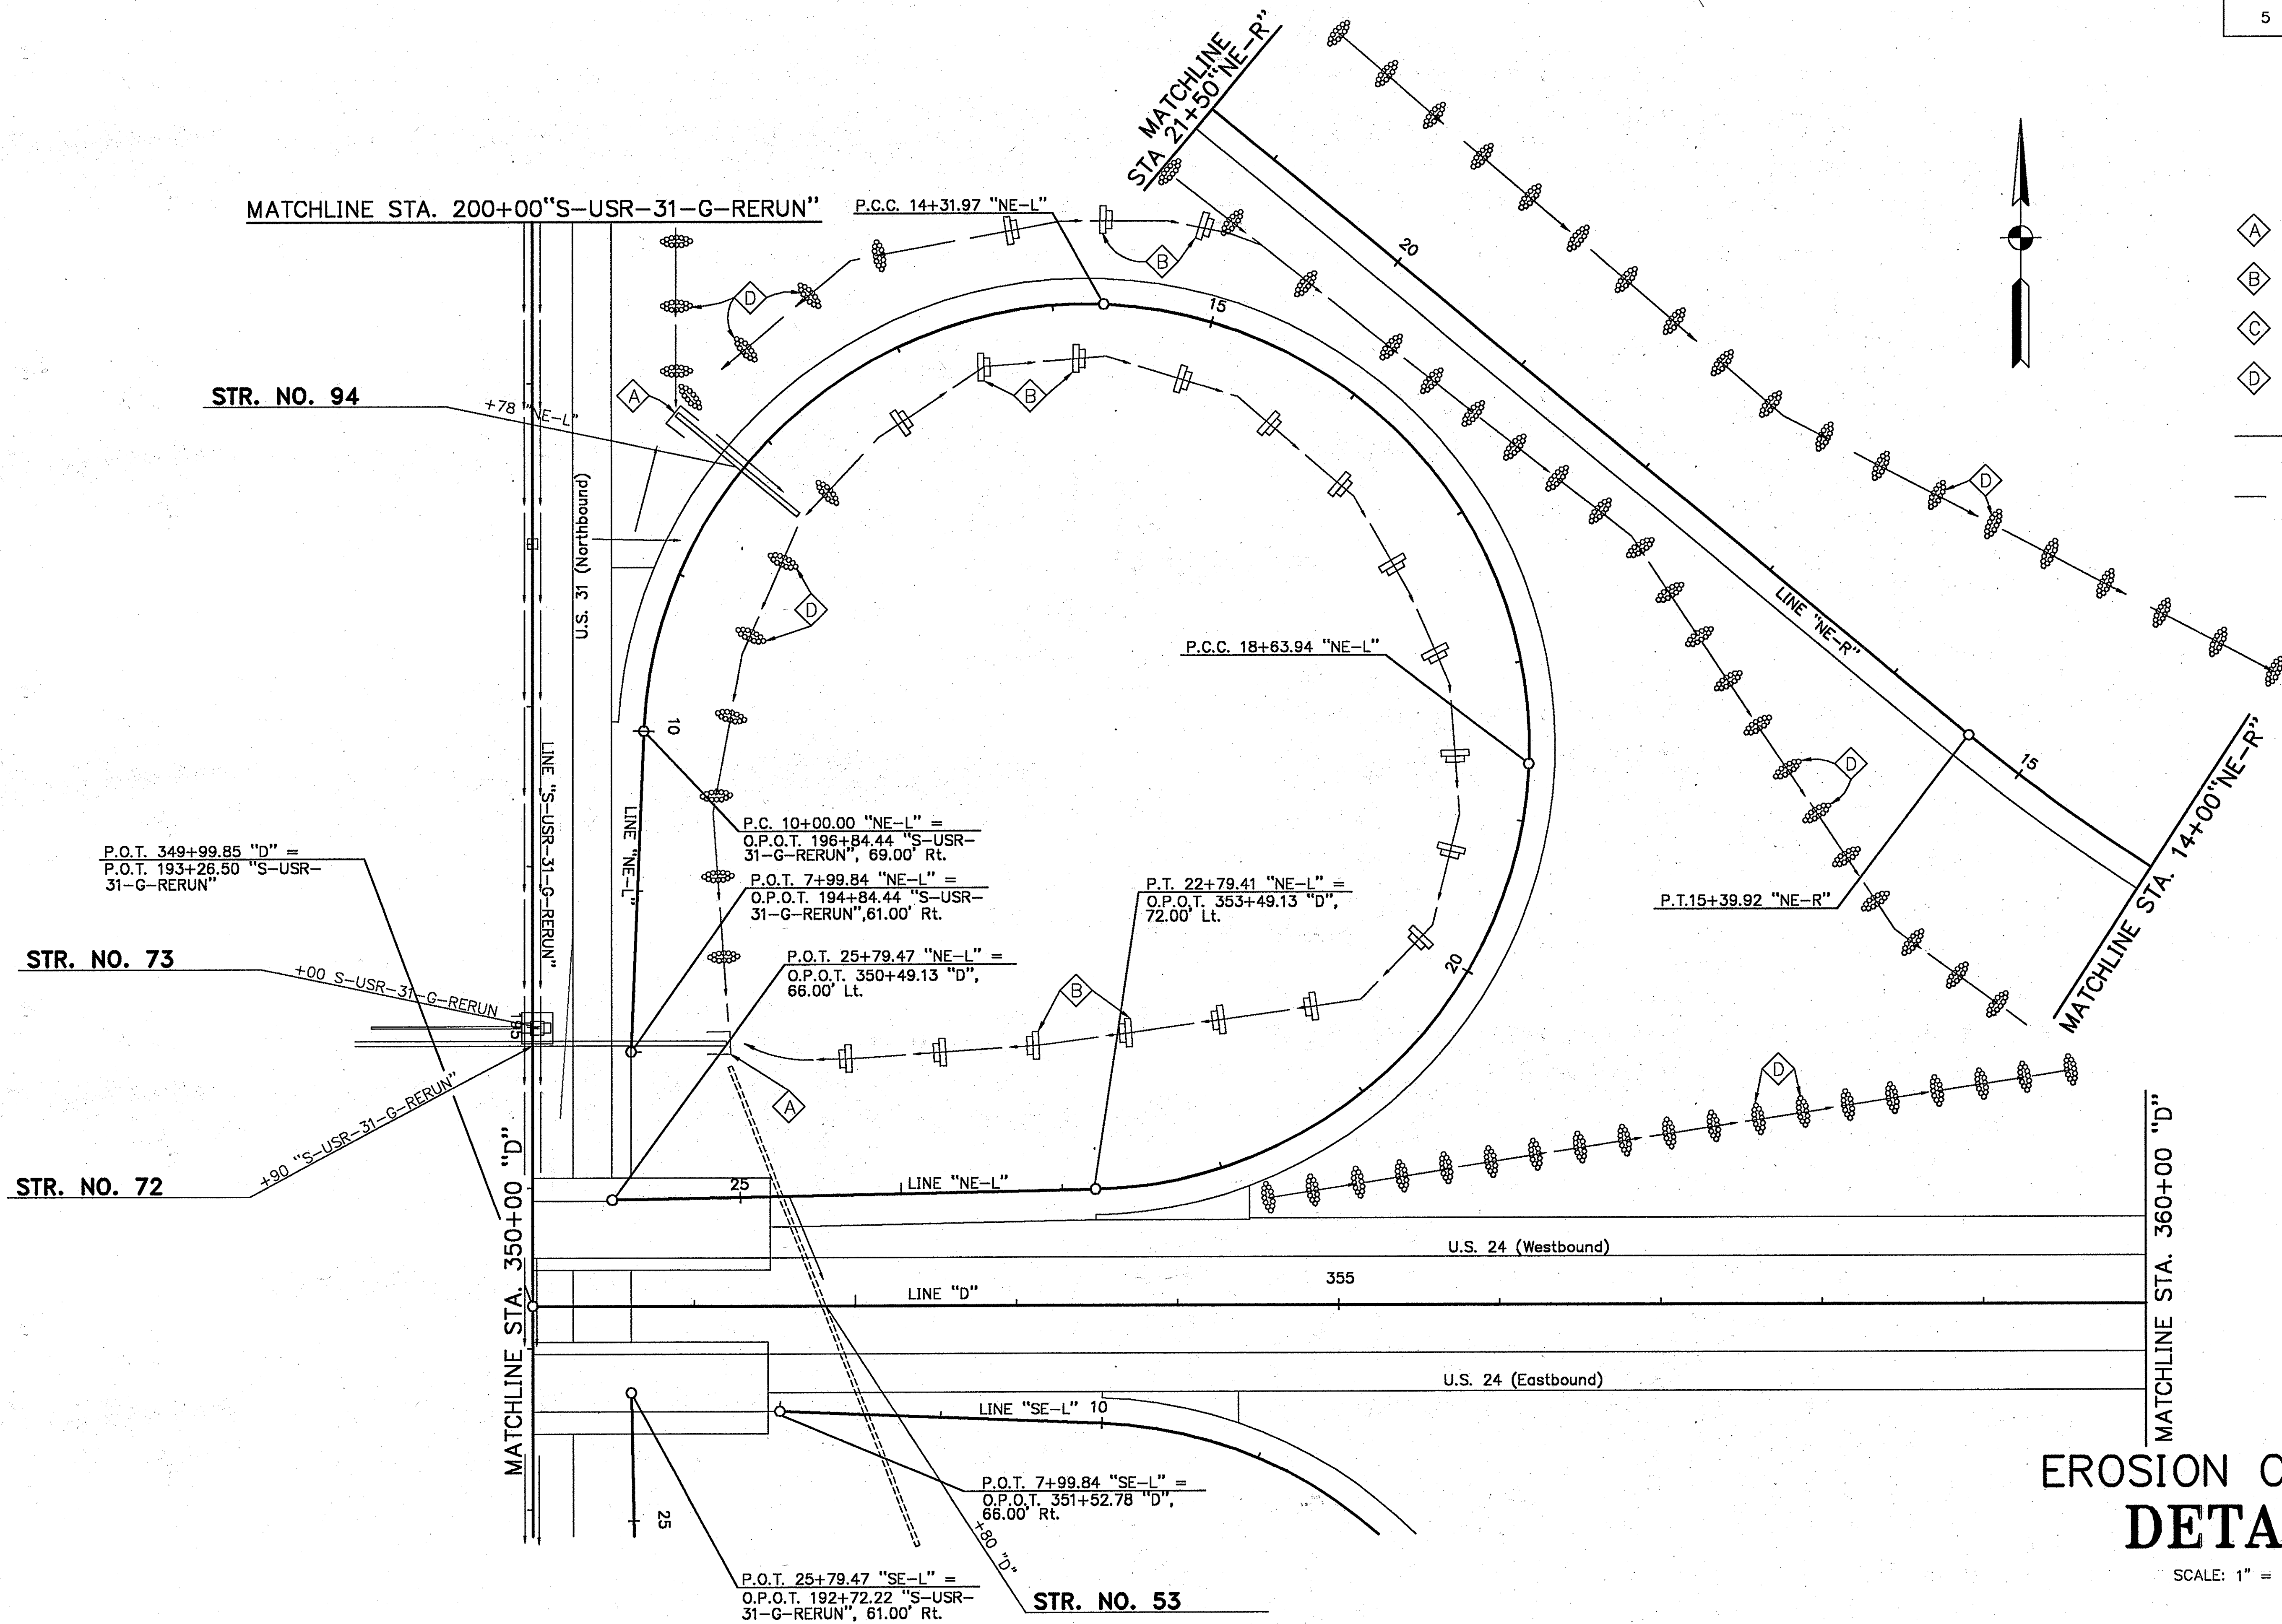 5
MATCHLINE
STA 21+50 "NE-R"
MATCHLINE STA. 200+00 "S-USR-31-G-RERUN"
P.C.C. 14+31.97 "NE-L"
20
A
B
B
C
D
D
15
STR. NO. 94
+78 "NE-L"
A
B
D
U.S. 31 (Northbound)
D
LINE "NE-R"
P.C.C. 18+63.94 "NE-L"
10
15
D
LINE "S-USR-31-G-RERUN"
LINE "NE-L"
P.C. 10+00.00 "NE-L" =
O.P.O.T. 196+84.44 "S-USR-
31-G-RERUN", 69.00' Rt.
P.O.T. 349+99.85 "D" =
P.O.T. 193+26.50 "S-USR-
31-G-RERUN"
P.O.T. 7+99.84 "NE-L" =
O.P.O.T. 194+84.44 "S-USR-
31-G-RERUN",61.00' Rt.
P.T. 22+79.41 "NE-L" =
O.P.O.T. 353+49.13 "D",
72.00' Lt.
P.T.15+39.92 "NE-R"
MATCHLINE STA. 14+00 "NE-R"
STR. NO. 73
+00 S-USR-31-G-RERUN
P.O.T. 25+79.47 "NE-L" =
O.P.O.T. 350+49.13 "D",
66.00' Lt.
20
B
195
D
A
+90 "S-USR-31-G-RERUN"
STR. NO. 72
25
LINE "NE-L"
MATCHLINE STA. 350+00 "D"
MATCHLINE STA. 360+00 "D"
U.S. 24 (Westbound)
355
LINE "D"
U.S. 24 (Eastbound)
LINE "SE-L" 10
EROSION C
DETA
SCALE: 1" =
P.O.T. 7+99.84 "SE-L" =
O.P.O.T. 351+52.78 "D",
66.00' Rt.
25
+80 "D"
P.O.T. 25+79.47 "SE-L" =
O.P.O.T. 192+72.22 "S-USR-
31-G-RERUN", 61.00' Rt.
STR. NO. 53